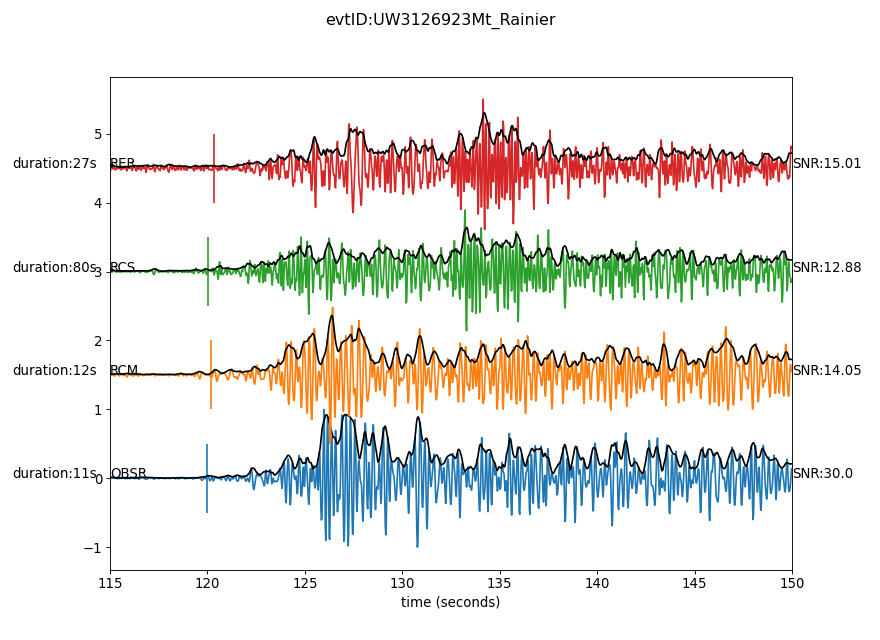 evtID:UW3126923Mt_Rainier
5
duration:27s RER SNR:15.01
4
duration:80s 3 RCS SNR:12.88
2
duration:12s RCM SNR:14.05
1
duration:11s 0 OBSR SNR:30.0
−1
115 120 125 130 135 140 145 150
time (seconds)